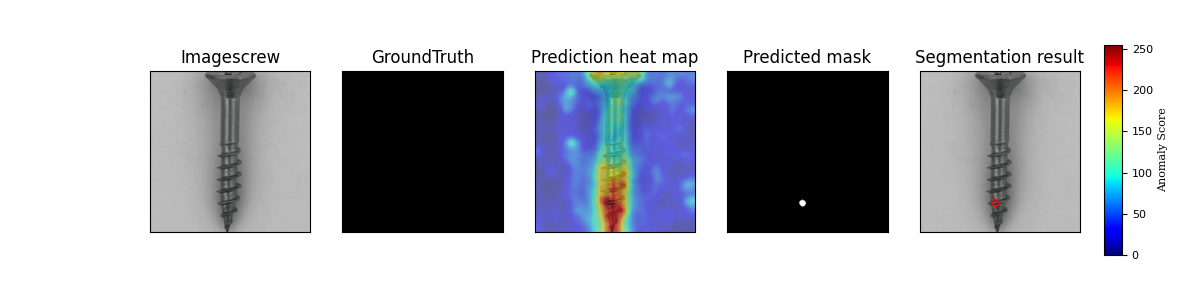 Imagescrew
GroundTruth
Prediction heat map
Predicted mask
Segmentation result
250
200
150
100
50
0
Anomaly Score